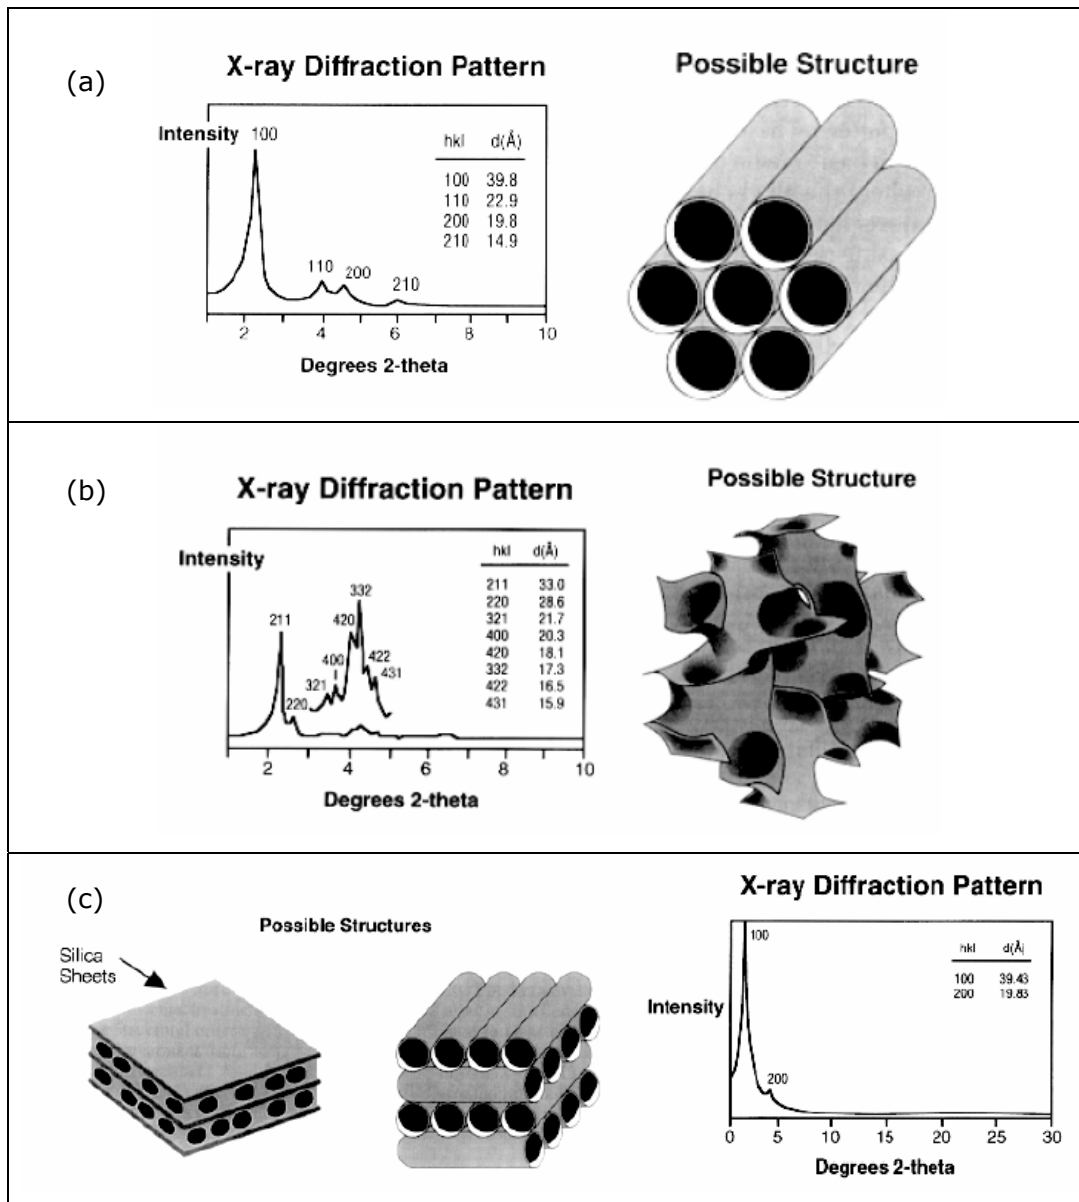 (a)
X-ray Diffraction Pattern
Possible Structure
Intensity
100
hkl d(Å)
100 39.8
110 22.9
200 19.8
210 14.9
110
200
210
2 4 6 8 10
Degrees 2-theta
(b)
X-ray Diffraction Pattern
Possible Structure
Intensity
hkl d(Å)
211 33.0
220 28.6
321 21.7
400 20.3
420 18.1
332 17.3
422 16.5
431 15.9
332
211
420
422
400
431
321
220
2 4 6 8 10
Degrees 2-theta
(c)
Possible Structures
Silica
Sheets
X-ray Diffraction Pattern
Intensity
100
hkl d(Å)
100 39.43
200 19.83
200
0 5 10 15 20 25 30
Degrees 2-theta